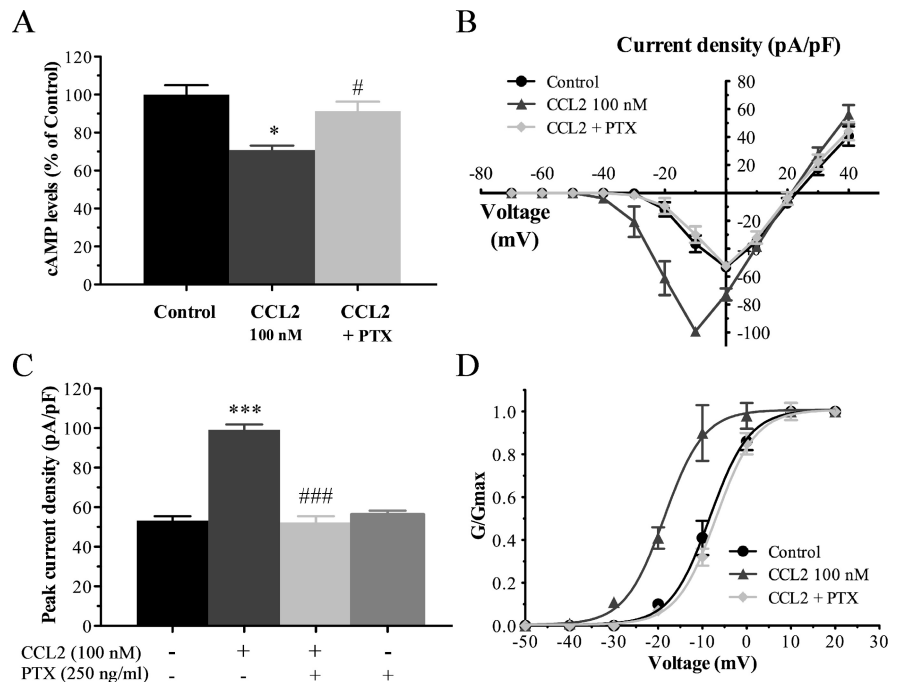 A
cAMP levels (% of Control)
120
100
80
60
40
20
0
*
#
Control
CCL2
100 nM
CCL2
+ PTX
B
Current density (pA/pF)
Control
CCL2 100 nM
CCL2 + PTX
80
60
40
20
-20
-40
-60
-80
-100
-80 -60 -40 -20 20 40
Voltage
(mV)
C
Peak current density (pA/pF)
120
100
80
60
40
20
0
***
###
CCL2 (100 nM) - + + -
PTX (250 ng/ml) - - + +
D
G/Gmax
1.0
0.8
0.6
0.4
0.2
0.0
Control
CCL2 100 nM
CCL2 + PTX
-50 -40 -30 -20 -10 0 10 20 30
Voltage (mV)